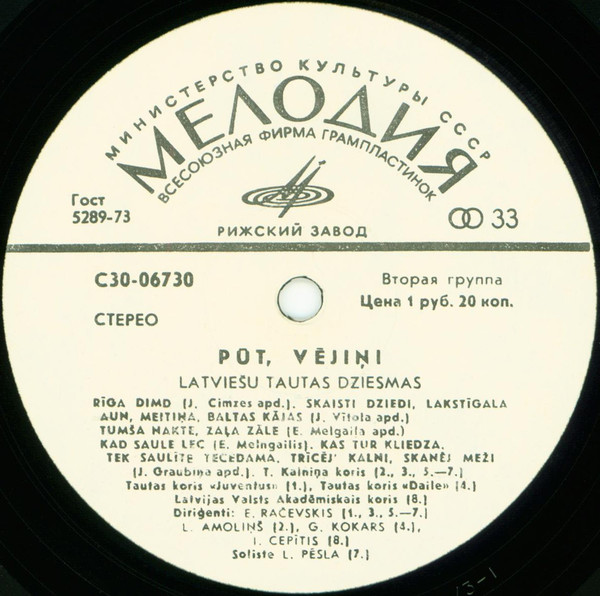 МИНИСТЕРСТВО КУЛЬТУРЫ СССР
МЕЛОДИЯ
ВСЕСОЮЗНАЯ ФИРМА ГРАМПЛАСТИНОК
Гост
5289-73
33
РИЖСКИЙ ЗАВОД
С30-06730
Вторая группа
Цена 1 руб. 20 коп.
СТЕРЕО
PŪT, VĒJIŅI
LATVIEŠU TAUTAS DZIESMAS
RĪGA DIMD (J. Cimzes apd.). SKAISTI DZIEDI, LAKSTĪGALA
AUN, MEITIŅA, BALTAS KĀJAS (J. Vītola apd.)
TUMŠA NAKTE, ZAĻA ZĀLE (E. Melgaiļa apd.)
KAD SAULE LEC (E. Melngailis). KAS TUR KLIEDZA.
TEK SAULĪTE TECĒDAMA. TRĪCĒJ' KALNI, SKANĒJ MEŽI
(J. Graubiņa apd.). T. Kalniņa koris (2., 3., 5.—7.)
Tautas koris «Juventus» (1.), Tautas koris «Daile» (4.)
Latvijas Valsts Akadēmiskais koris (8.)
Diriģenti: E. RAČEVSKIS (1., 3., 5.—7.)
L. AMOLIŅŠ (2.), G. KOKARS (4.),
I. CEPĪTIS (8.)
Soliste L. PĒSLA (7.)